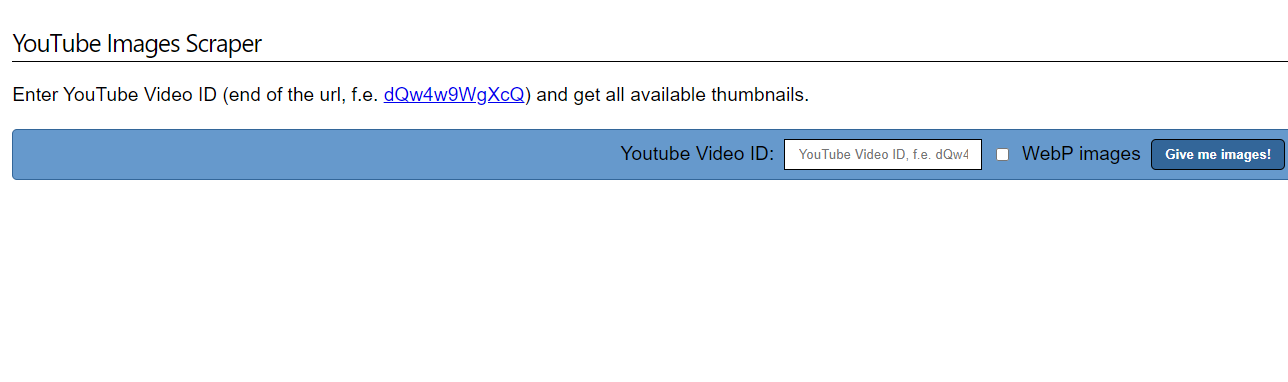 YouTube Images Scraper
Enter YouTube Video ID (end of the url, f.e. dQw4w9WgXcQ) and get all available thumbnails.
Youtube Video ID: YouTube Video ID, f.e. dQw4 WebP images Give me images!